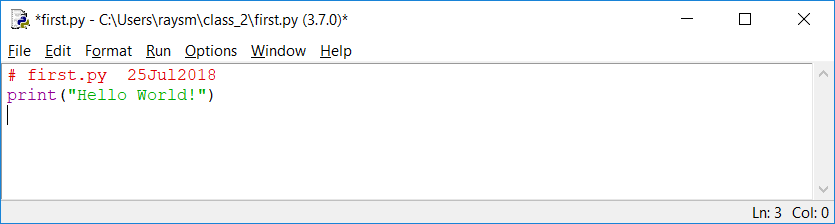 *first.py - C:\Users\raysm\class_2\first.py (3.7.0)*
File Edit Format Run Options Window Help
# first.py  25Jul2018
print("Hello World!")
Ln: 3 Col: 0